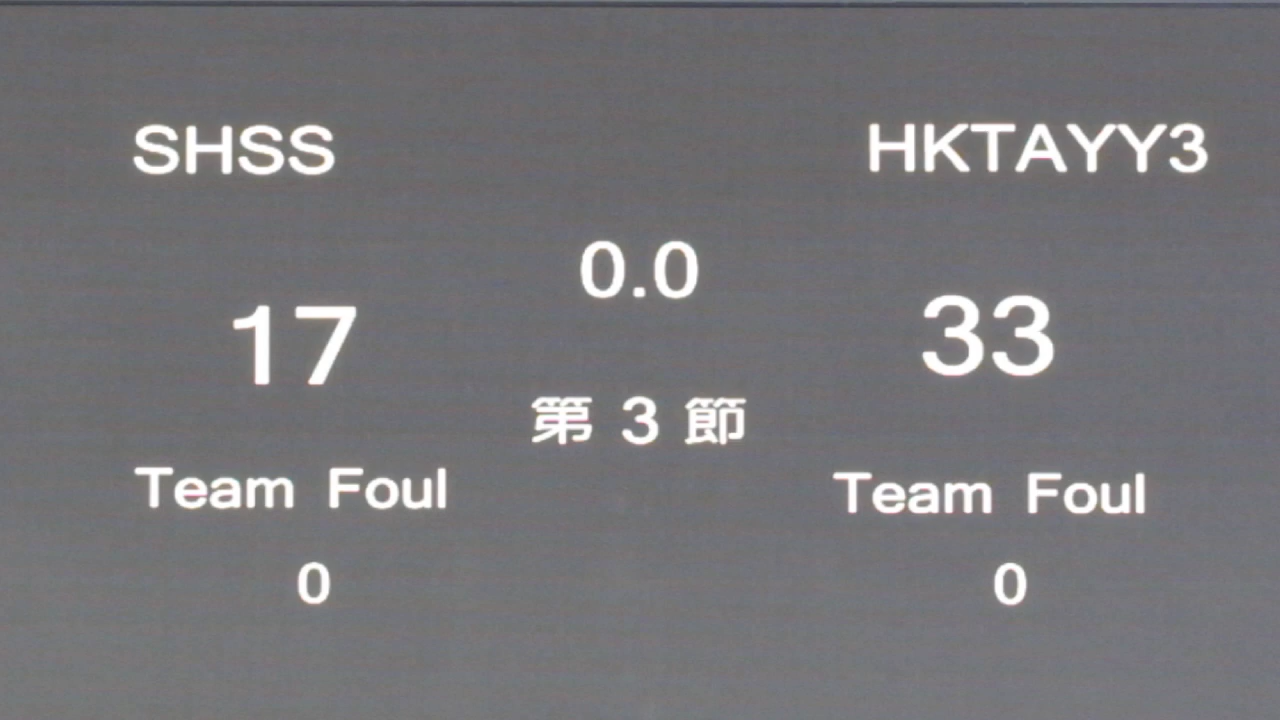 SHSS
HKTAYY3
0.0
17
33
第 3 節
Team Foul
Team Foul
0
0